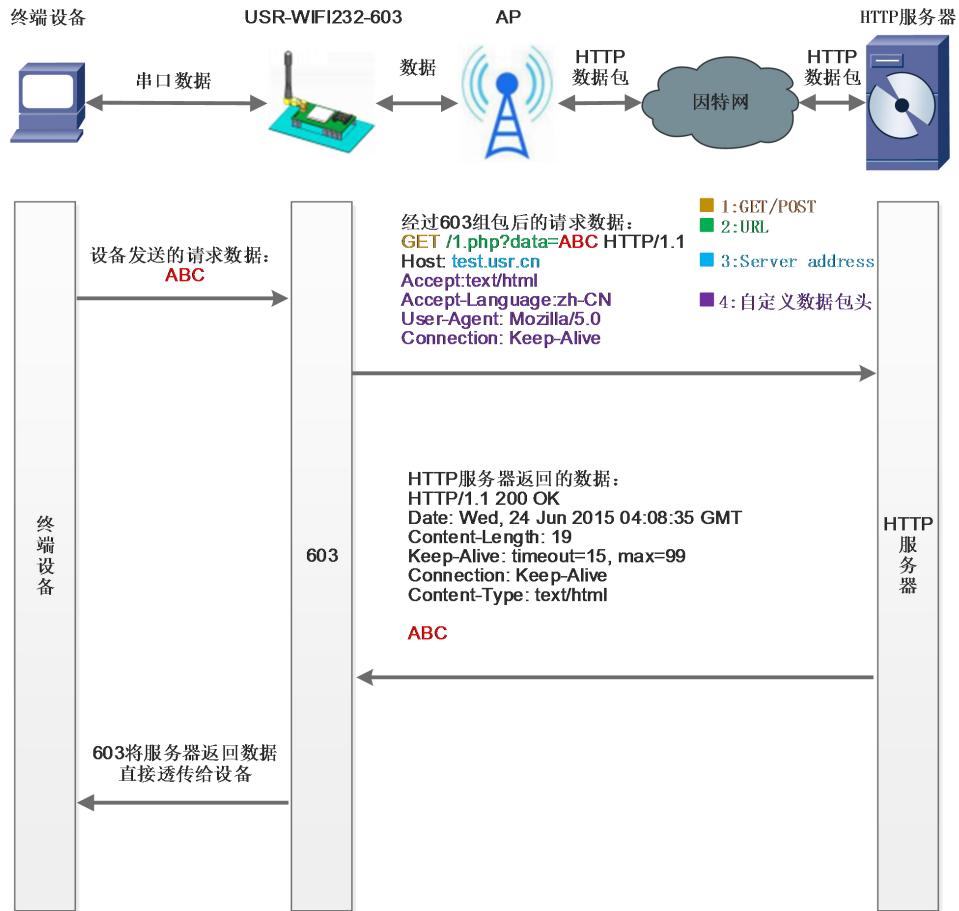 终端设备
USR-WIFI232-603
AP
HTTP服务器
串口数据
数据
HTTP
数据包
因特网
HTTP
数据包
设备发送的请求数据：
ABC
经过603组包后的请求数据：
GET /1.php?data=ABC HTTP/1.1
Host: test.usr.cn
Accept:text/html
Accept-Language:zh-CN
User-Agent: Mozilla/5.0
Connection: Keep-Alive
1:GET/POST
2:URL
3:Server address
4:自定义数据包头
HTTP服务器返回的数据：
HTTP/1.1 200 OK
Date: Wed, 24 Jun 2015 04:08:35 GMT
Content-Length: 19
Keep-Alive: timeout=15, max=99
Connection: Keep-Alive
Content-Type: text/html
ABC
终端设备
603
HTTP
服务器
603将服务器返回数据
直接透传给设备